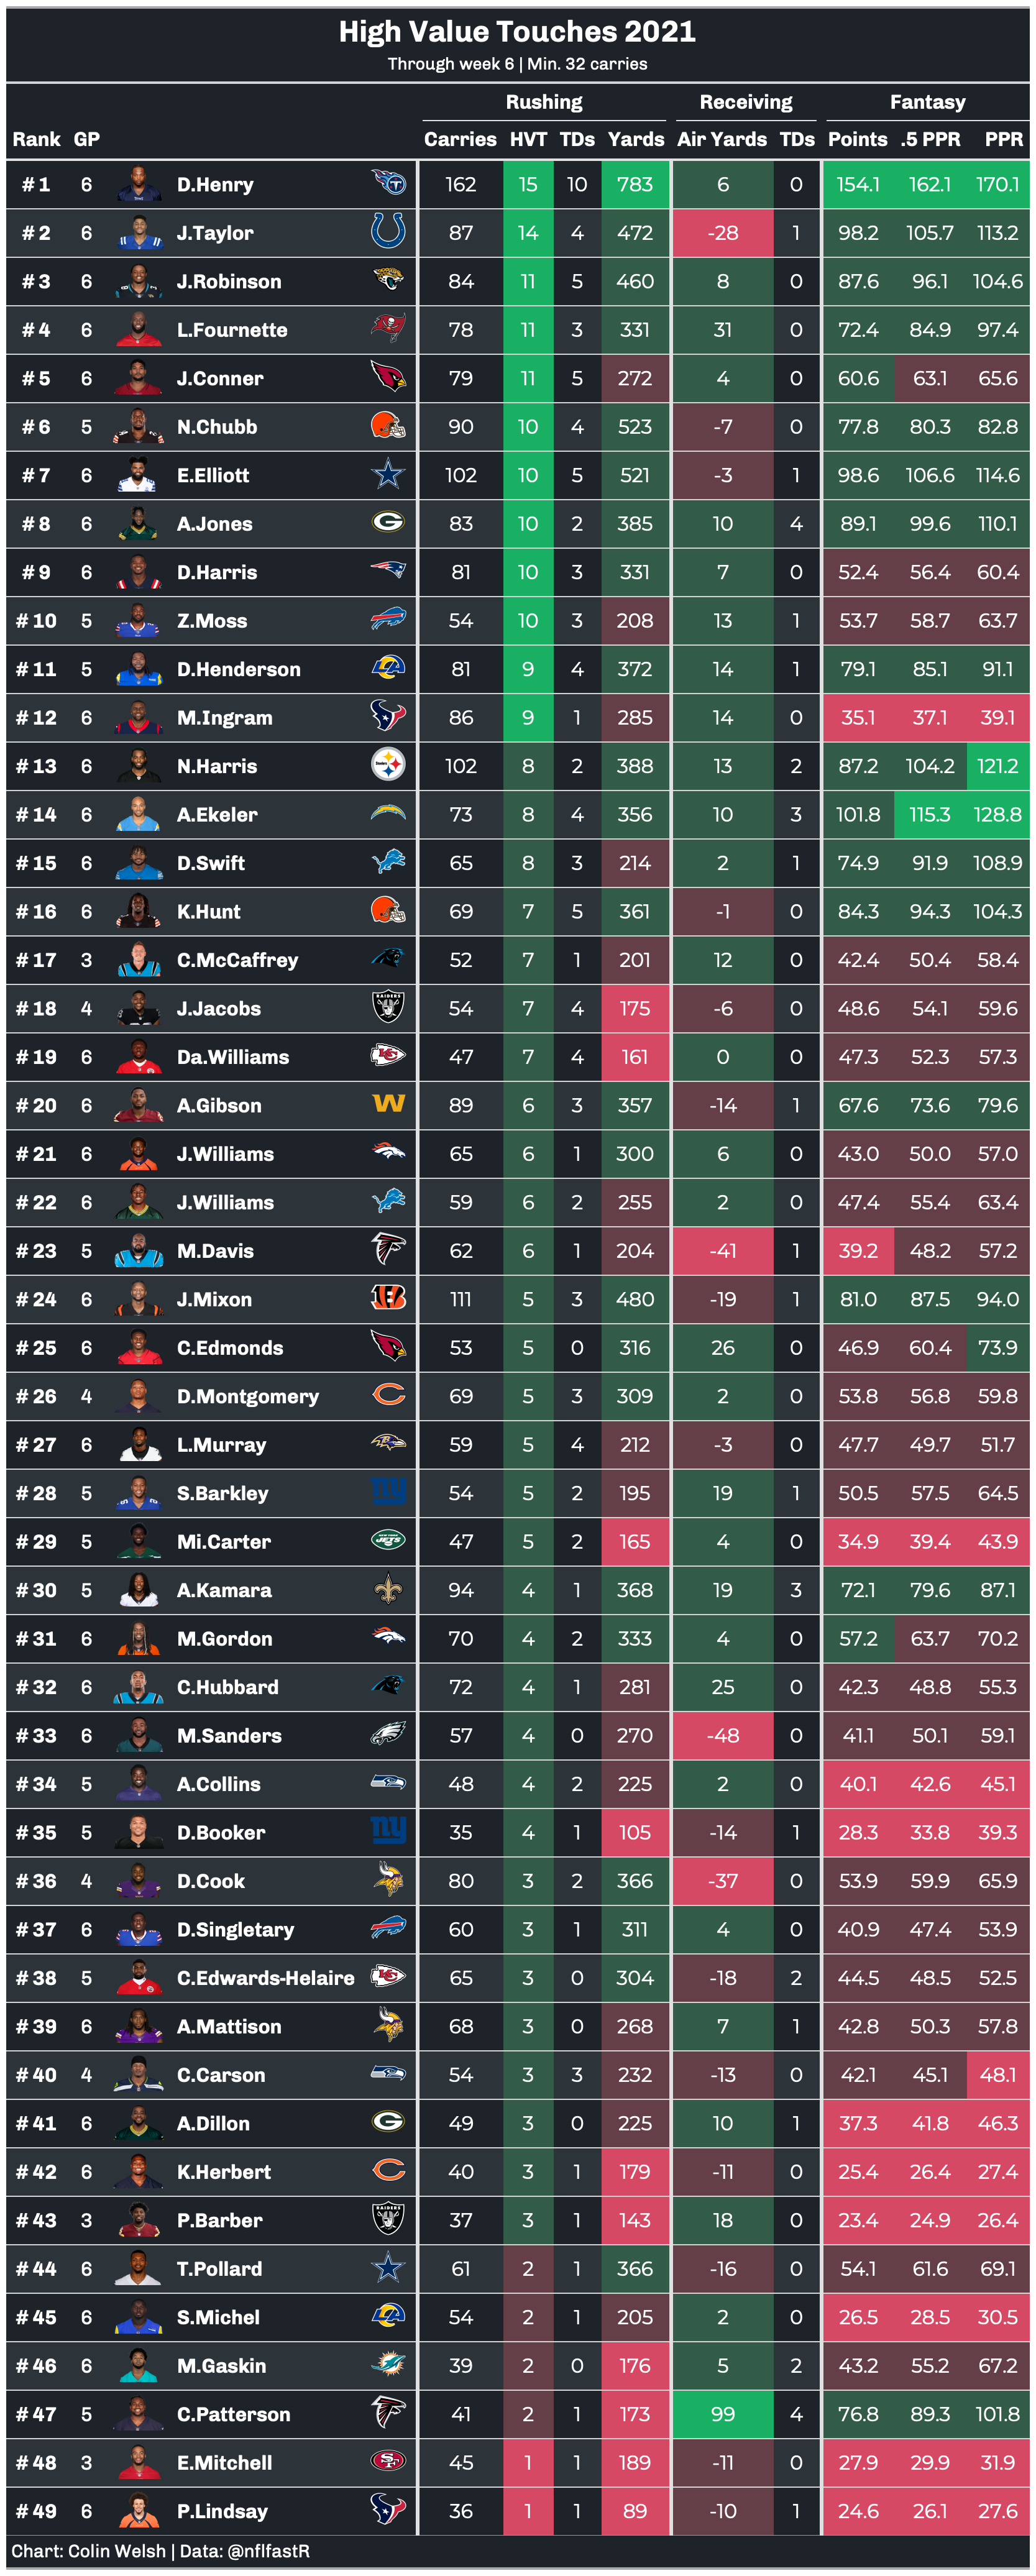 High Value Touches 2021
Through week 6 | Min. 32 carries
Rushing Receiving Fantasy
Rank GP Carries HVT TDs Yards Air Yards TDs Points .5 PPR PPR
# 1 6 D.Henry 162 15 10 783 6 0 154.1 162.1 170.1
# 2 6 J.Taylor 87 14 4 472 -28 1 98.2 105.7 113.2
# 3 6 J.Robinson 84 11 5 460 8 0 87.6 96.1 104.6
# 4 6 L.Fournette 78 11 3 331 31 0 72.4 84.9 97.4
# 5 6 J.Conner 79 11 5 272 4 0 60.6 63.1 65.6
# 6 5 N.Chubb 90 10 4 523 -7 0 77.8 80.3 82.8
# 7 6 E.Elliott 102 10 5 521 -3 1 98.6 106.6 114.6
# 8 6 A.Jones 83 10 2 385 10 4 89.1 99.6 110.1
# 9 6 D.Harris 81 10 3 331 7 0 52.4 56.4 60.4
# 10 5 Z.Moss 54 10 3 208 13 1 53.7 58.7 63.7
# 11 5 D.Henderson 81 9 4 372 14 1 79.1 85.1 91.1
# 12 6 M.Ingram 86 9 1 285 14 0 35.1 37.1 39.1
# 13 6 N.Harris 102 8 2 388 13 2 87.2 104.2 121.2
# 14 6 A.Ekeler 73 8 4 356 10 3 101.8 115.3 128.8
# 15 6 D.Swift 65 8 3 214 2 1 74.9 91.9 108.9
# 16 6 K.Hunt 69 7 5 361 -1 0 84.3 94.3 104.3
# 17 3 C.McCaffrey 52 7 1 201 12 0 42.4 50.4 58.4
# 18 4 J.Jacobs 54 7 4 175 -6 0 48.6 54.1 59.6
# 19 6 Da.Williams 47 7 4 161 0 0 47.3 52.3 57.3
# 20 6 A.Gibson 89 6 3 357 -14 1 67.6 73.6 79.6
# 21 6 J.Williams 65 6 1 300 6 0 43.0 50.0 57.0
# 22 6 J.Williams 59 6 2 255 2 0 47.4 55.4 63.4
# 23 5 M.Davis 62 6 1 204 -41 1 39.2 48.2 57.2
# 24 6 J.Mixon 111 5 3 480 -19 1 81.0 87.5 94.0
# 25 6 C.Edmonds 53 5 0 316 26 0 46.9 60.4 73.9
# 26 4 D.Montgomery 69 5 3 309 2 0 53.8 56.8 59.8
# 27 6 L.Murray 59 5 4 212 -3 0 47.7 49.7 51.7
# 28 5 S.Barkley 54 5 2 195 19 1 50.5 57.5 64.5
# 29 5 Mi.Carter 47 5 2 165 4 0 34.9 39.4 43.9
# 30 5 A.Kamara 94 4 1 368 19 3 72.1 79.6 87.1
# 31 6 M.Gordon 70 4 2 333 4 0 57.2 63.7 70.2
# 32 6 C.Hubbard 72 4 1 281 25 0 42.3 48.8 55.3
# 33 6 M.Sanders 57 4 0 270 -48 0 41.1 50.1 59.1
# 34 5 A.Collins 48 4 2 225 2 0 40.1 42.6 45.1
# 35 5 D.Booker 35 4 1 105 -14 1 28.3 33.8 39.3
# 36 4 D.Cook 80 3 2 366 -37 0 53.9 59.9 65.9
# 37 6 D.Singletary 60 3 1 311 4 0 40.9 47.4 53.9
# 38 5 C.Edwards-Helaire 65 3 0 304 -18 2 44.5 48.5 52.5
# 39 6 A.Mattison 68 3 0 268 7 1 42.8 50.3 57.8
# 40 4 C.Carson 54 3 3 232 -13 0 42.1 45.1 48.1
# 41 6 A.Dillon 49 3 0 225 10 1 37.3 41.8 46.3
# 42 6 K.Herbert 40 3 1 179 -11 0 25.4 26.4 27.4
# 43 3 P.Barber 37 3 1 143 18 0 23.4 24.9 26.4
# 44 6 T.Pollard 61 2 1 366 -16 0 54.1 61.6 69.1
# 45 6 S.Michel 54 2 1 205 2 0 26.5 28.5 30.5
# 46 6 M.Gaskin 39 2 0 176 5 2 43.2 55.2 67.2
# 47 5 C.Patterson 41 2 1 173 99 4 76.8 89.3 101.8
# 48 3 E.Mitchell 45 1 1 189 -11 0 27.9 29.9 31.9
# 49 6 P.Lindsay 36 1 1 89 -10 1 24.6 26.1 27.6
Chart: Colin Welsh | Data: @nflfastR